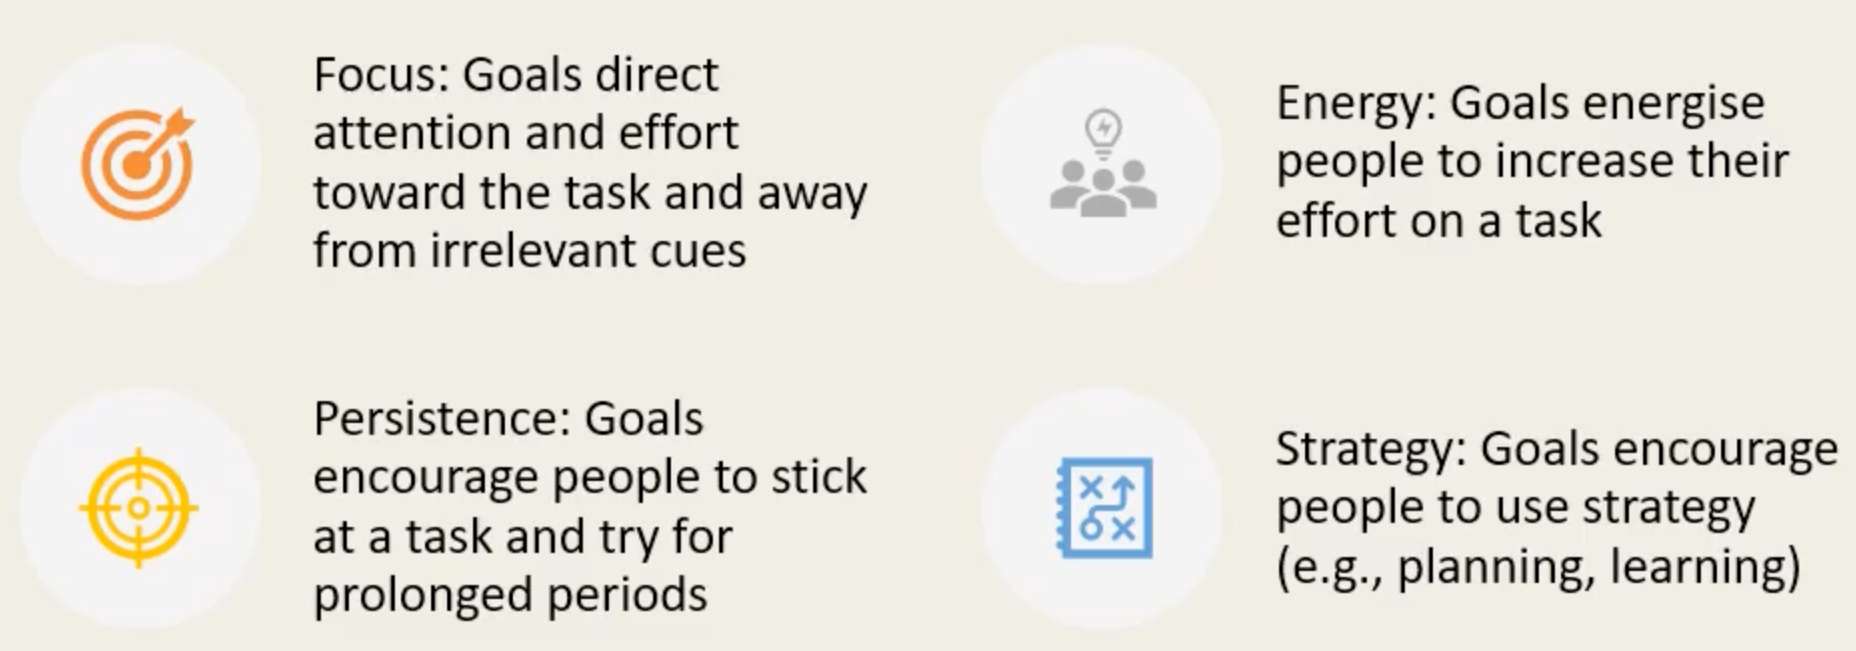 Focus: Goals direct
attention and effort
toward the task and away
from irrelevant cues
Energy: Goals energise
people to increase their
effort on a task
Persistence: Goals
encourage people to stick
at a task and try for
prolonged periods
Strategy: Goals encourage
people to use strategy
(e.g., planning, learning)